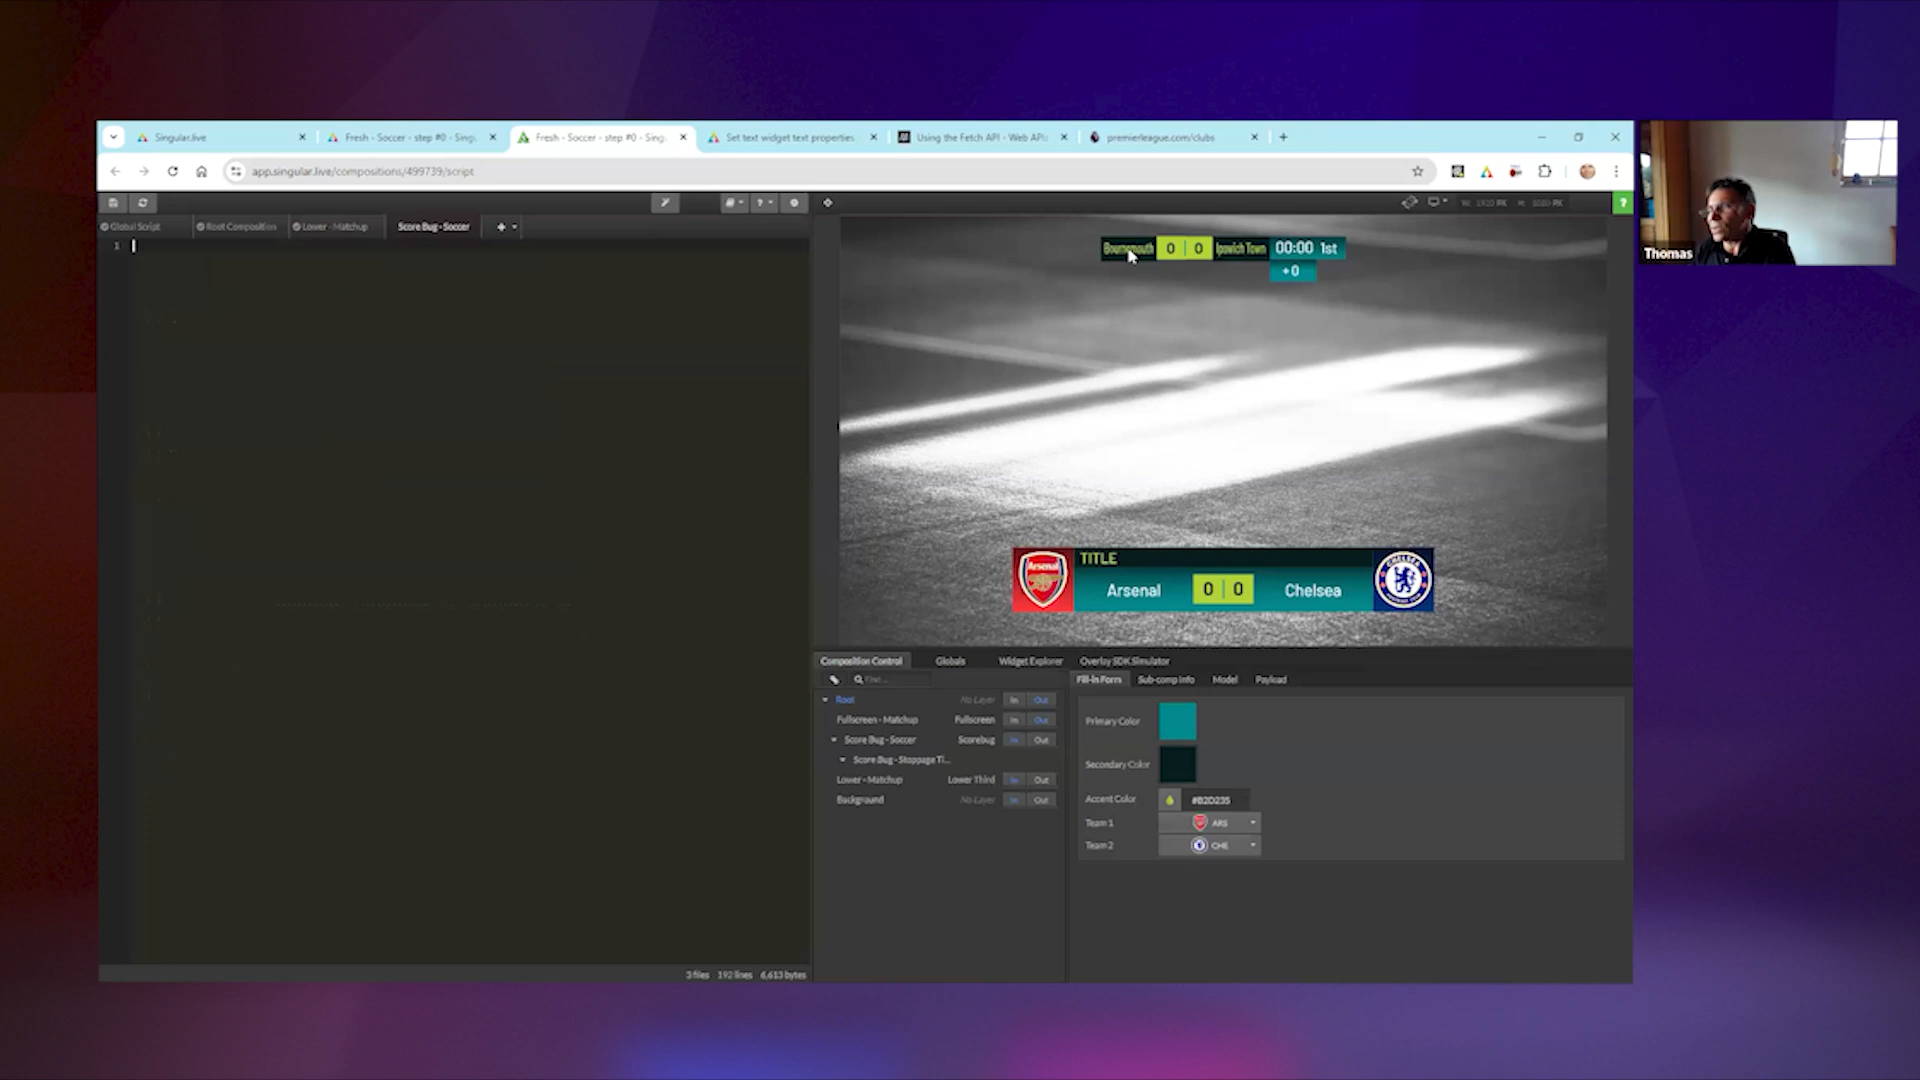 Singular.live
Fresh - Soccer - step #0 - Singu
Fresh - Soccer - step #0 - Singu
Set text widget text properties
Using the Fetch API - Web APIs
premierleague.com/clubs
app.singular.live/compositions/499739/script
Global Script
Root Composition
Lower - Matchup
Score Bug - Soccer
1
Bournemouth 0 | 0 Ipswich Town 00:00 1st
+0
Thomas
TITLE
Arsenal
Arsenal 0 | 0 Chelsea
3 files 192 lines 6,613 bytes
Composition Control Globals Widget Explorer Overlay SDK Simulator
Find...
Root No Layer In Out
Fullscreen - Matchup Fullscreen In Out
Score Bug - Soccer Scorebug In Out
Score Bug - Stoppage Ti...
Lower - Matchup Lower Third In Out
Background No Layer In Out
Fill-in Form Sub-comp Info Model Payload
Primary Color
Secondary Color
Accent Color #B2D235
Team 1 ARS
Team 2 CHE